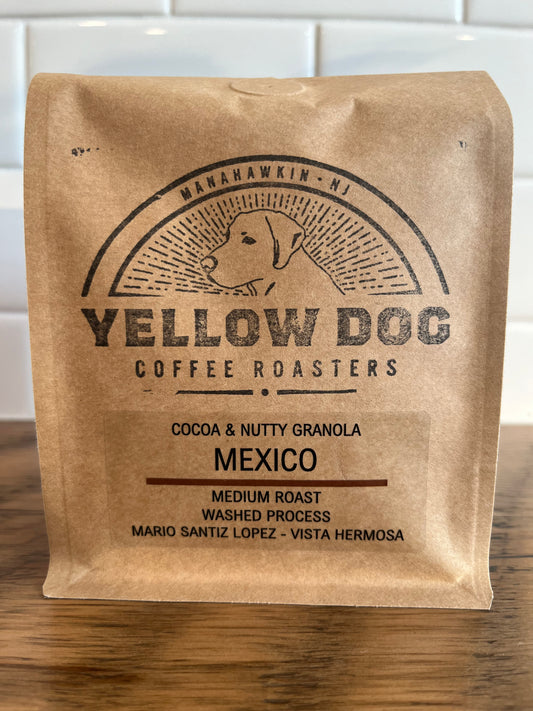 MANAHAWKIN - NJ
YELLOW DOG
COFFEE ROASTERS
COCOA & NUTTY GRANOLA
MEXICO
MEDIUM ROAST
WASHED PROCESS
MARIO SANTIZ LOPEZ - VISTA HERMOSA